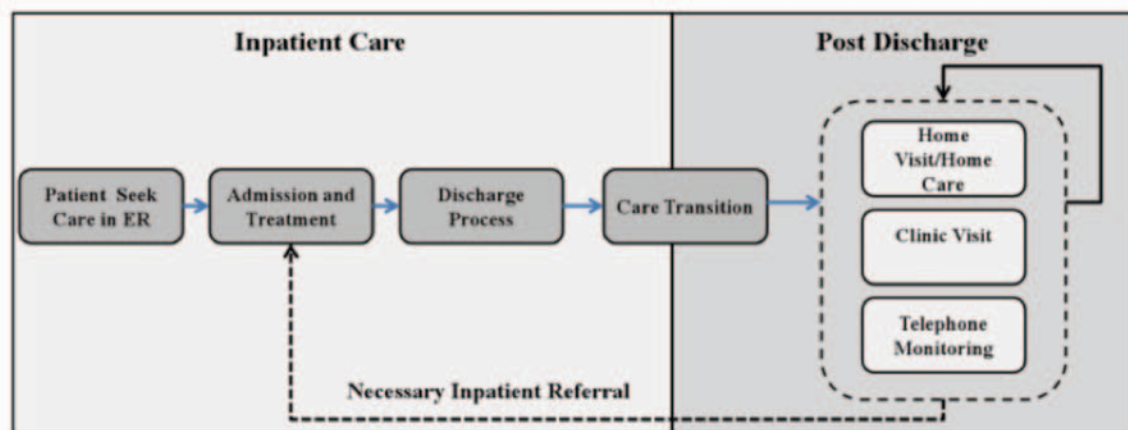 Inpatient Care
Post Discharge
Patient Seek
Care in ER
Admission and
Treatment
Discharge
Process
Care Transition
Home
Visit/Home
Care
Clinic Visit
Telephone
Monitoring
Necessary Inpatient Referral